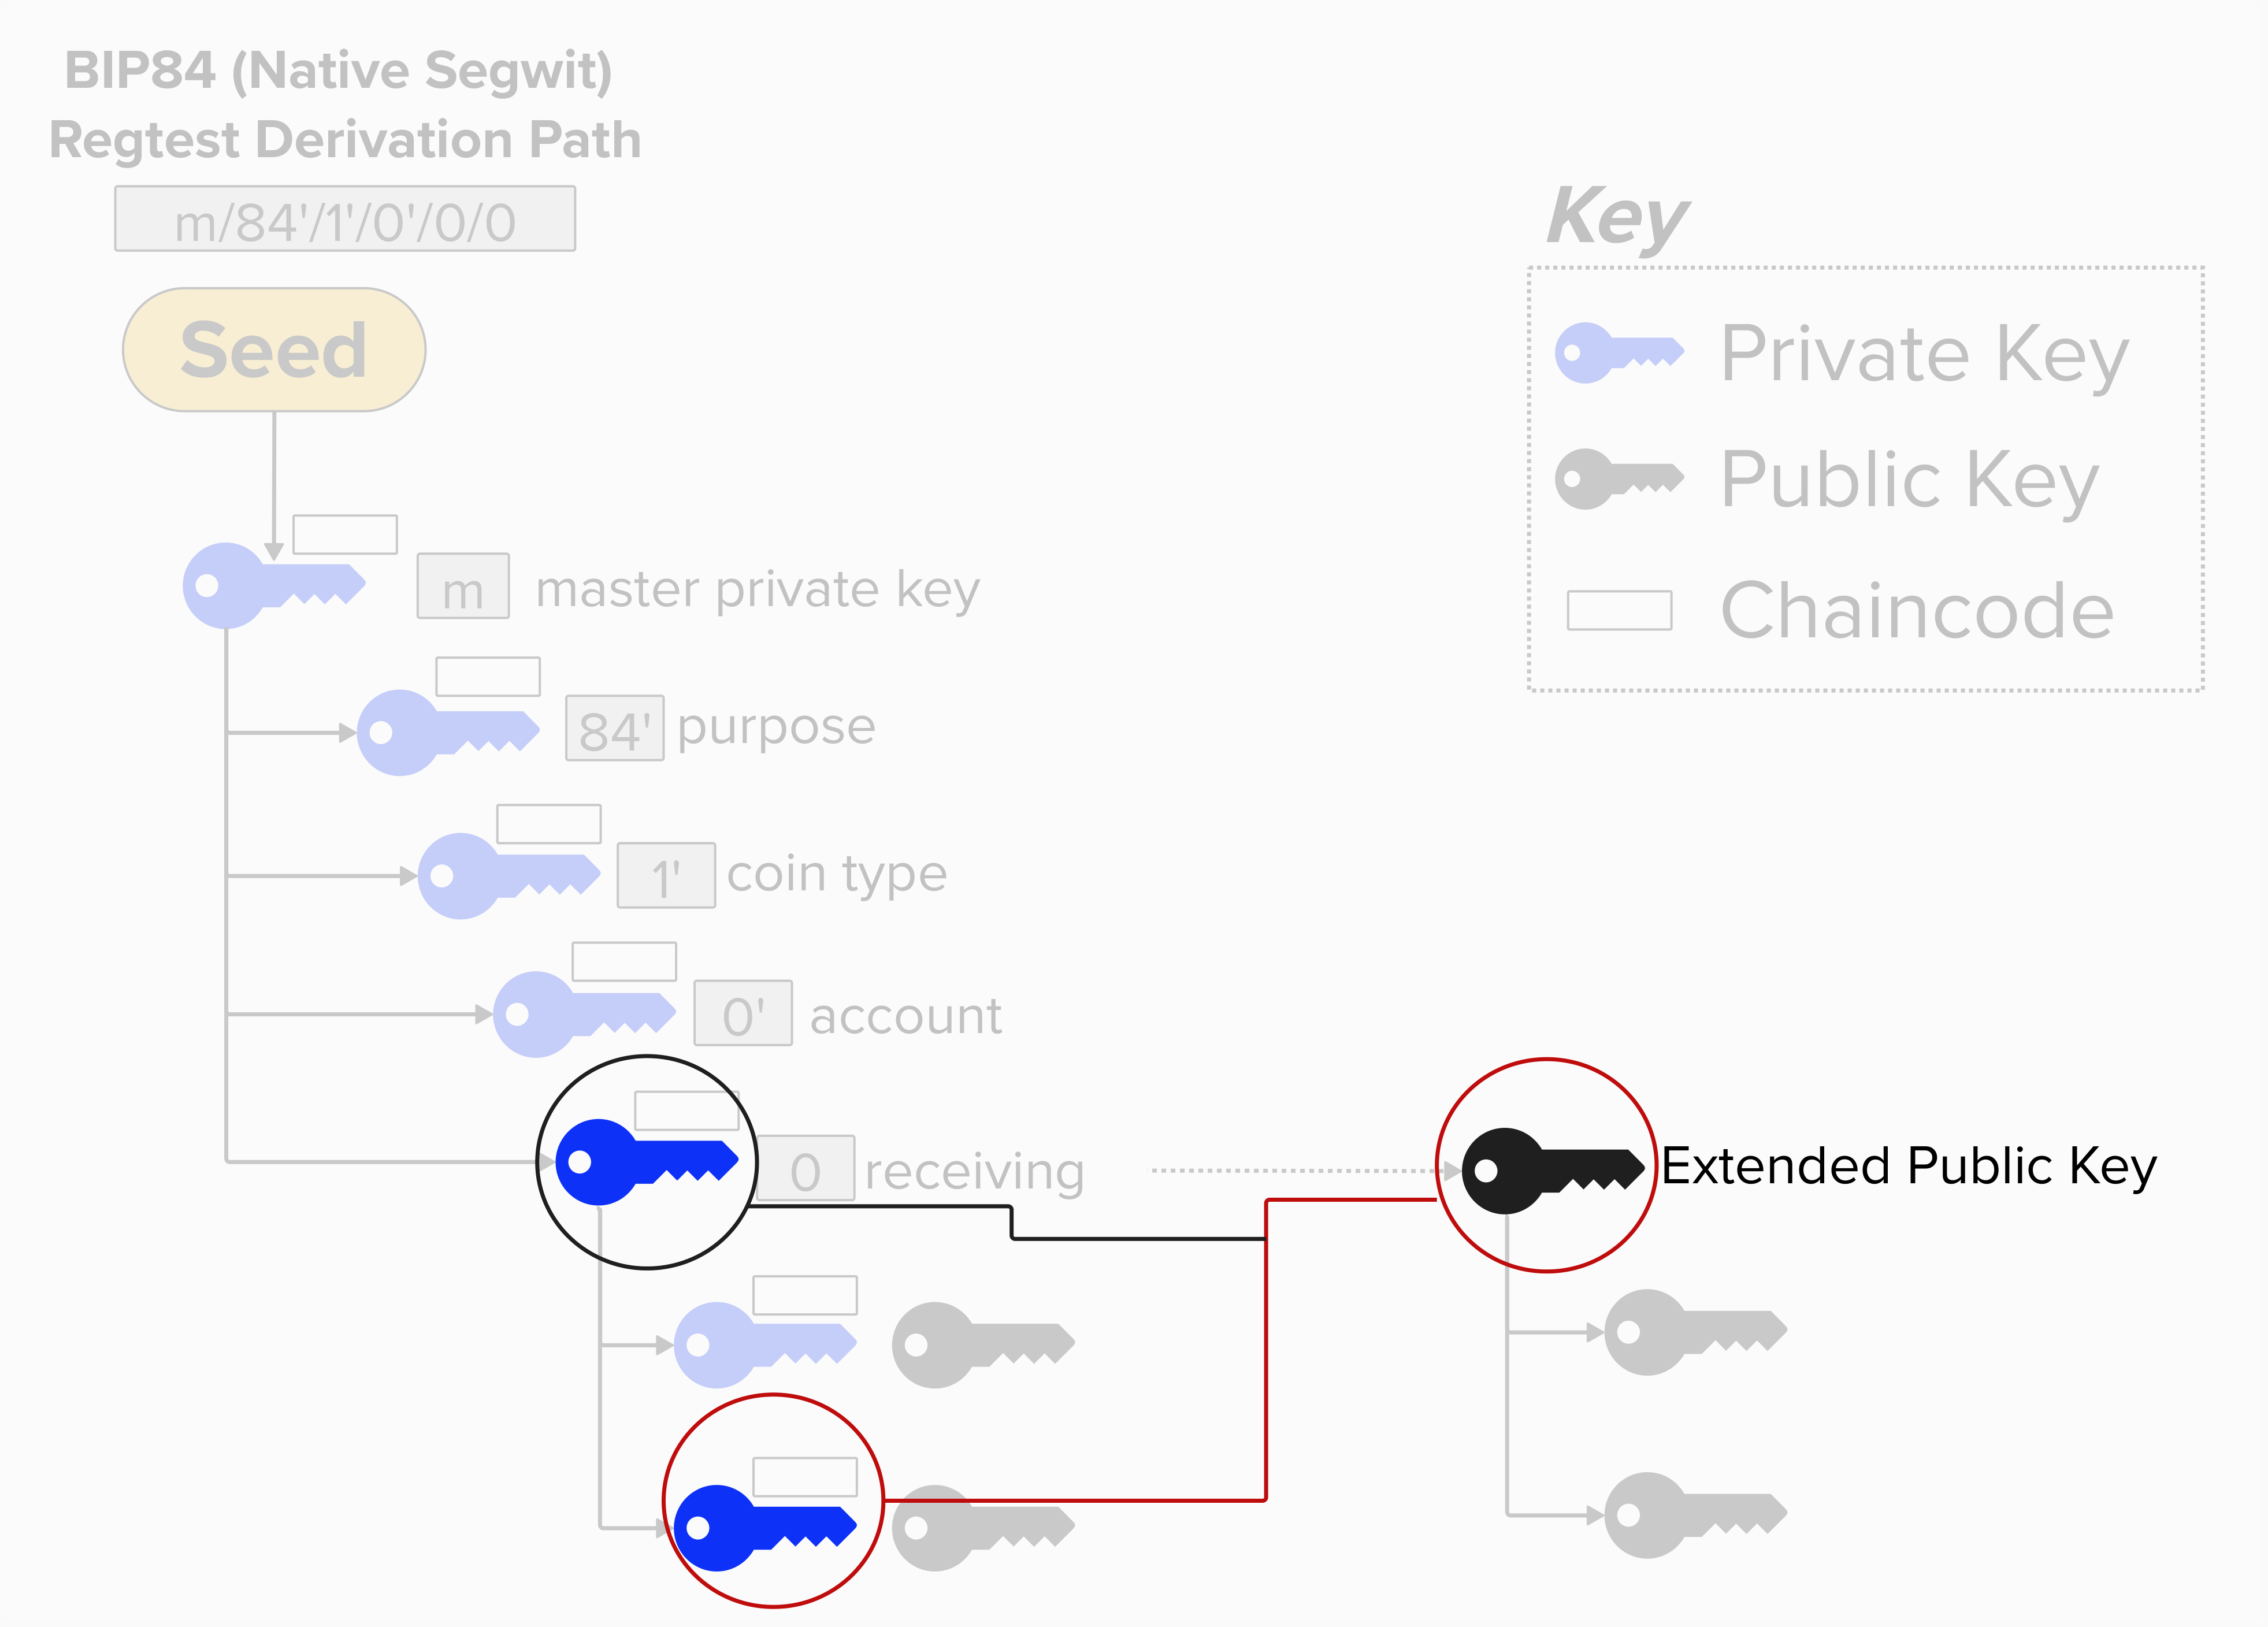 BIP84 (Native Segwit)
Regtest Derivation Path
m/84'/1'/0'/0/0
Seed
Key
Private Key
Public Key
Chaincode
m master private key
84' purpose
1' coin type
0' account
0 receiving
Extended Public Key